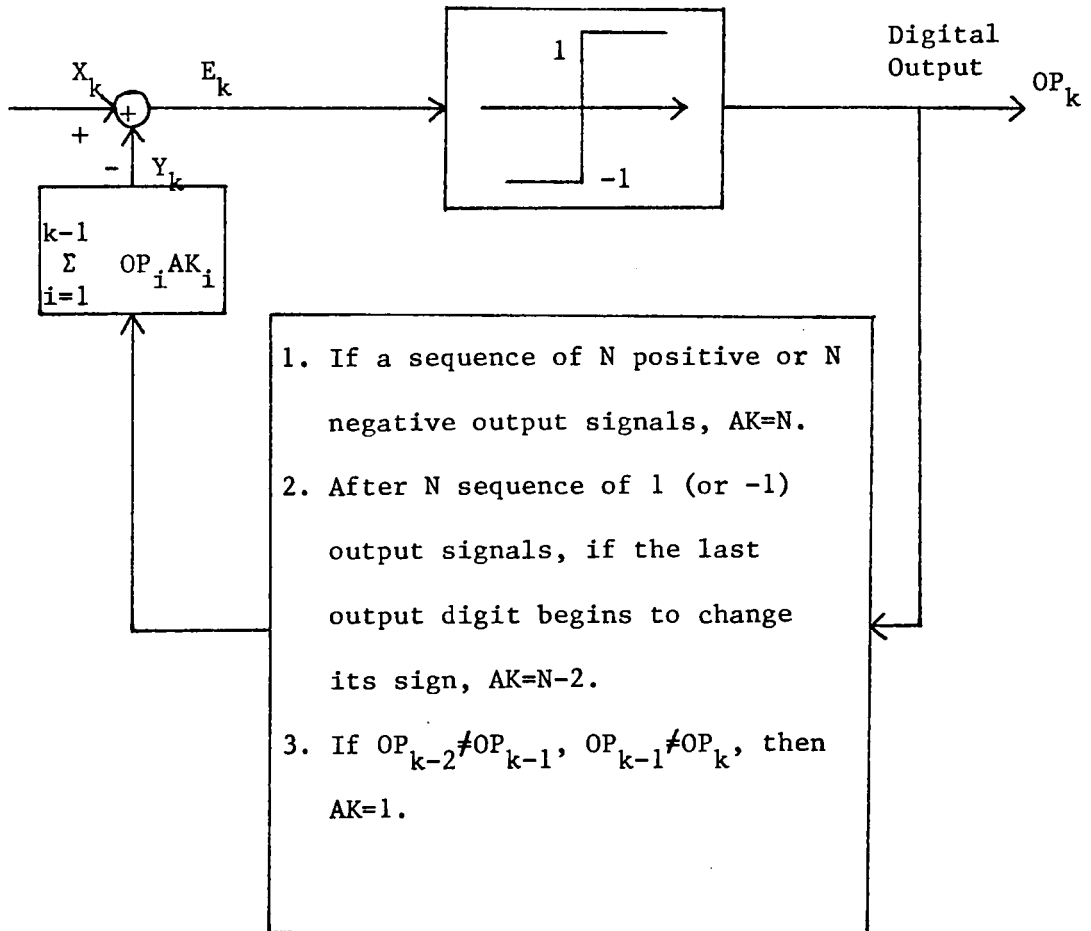 Digital
Output
OP_k
X_k
E_k
1
-1
+
+
-
Y_k
k-1
Σ OP_i AK_i
i=1
1. If a sequence of N positive or N
negative output signals, AK=N.
2. After N sequence of 1 (or -1)
output signals, if the last
output digit begins to change
its sign, AK=N-2.
3. If OP_{k-2}≠OP_{k-1}, OP_{k-1}≠OP_k, then
AK=1.